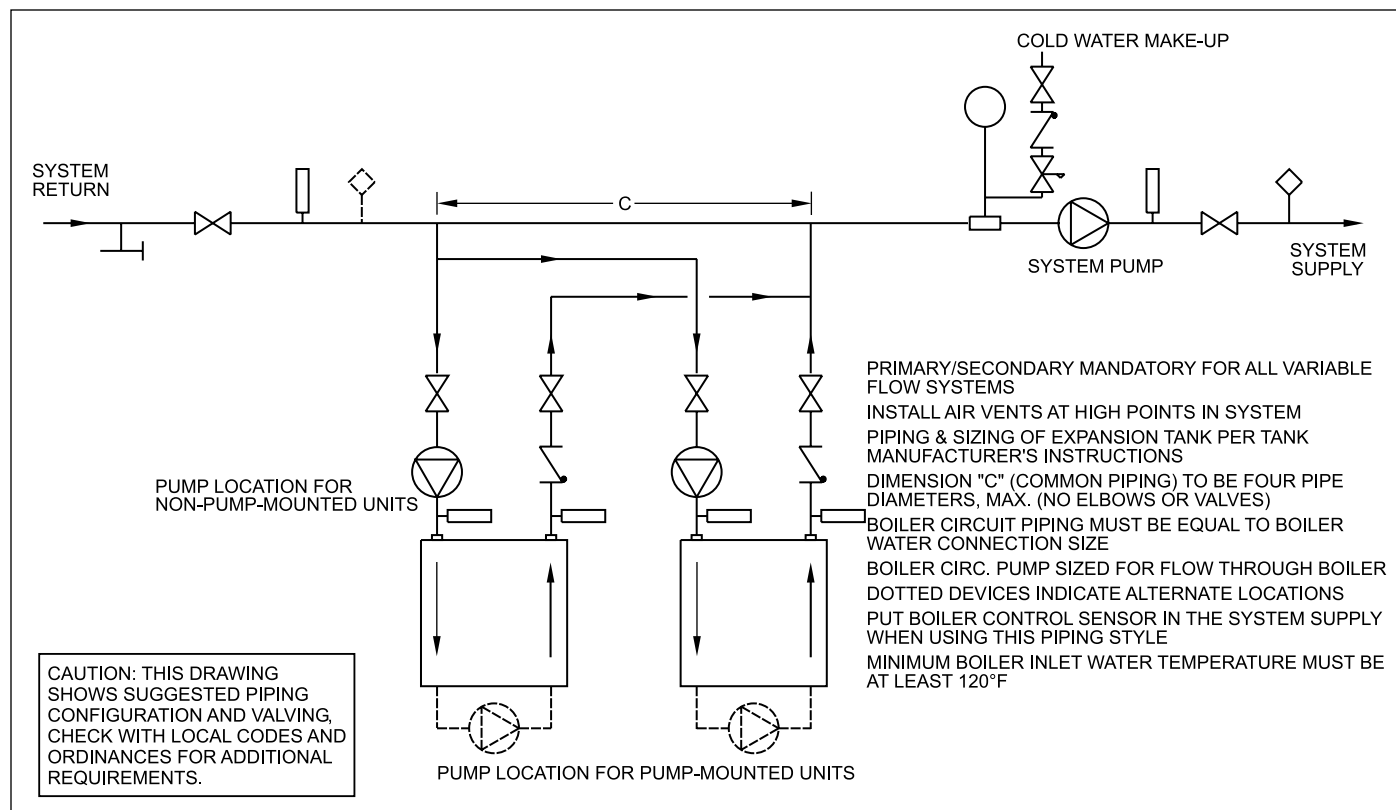 COLD WATER MAKE-UP
SYSTEM
RETURN
C
SYSTEM PUMP
SYSTEM
SUPPLY
PRIMARY/SECONDARY MANDATORY FOR ALL VARIABLE
FLOW SYSTEMS
INSTALL AIR VENTS AT HIGH POINTS IN SYSTEM
PIPING & SIZING OF EXPANSION TANK PER TANK
MANUFACTURER'S INSTRUCTIONS
DIMENSION "C" (COMMON PIPING) TO BE FOUR PIPE
DIAMETERS, MAX. (NO ELBOWS OR VALVES)
BOILER CIRCUIT PIPING MUST BE EQUAL TO BOILER
WATER CONNECTION SIZE
BOILER CIRC. PUMP SIZED FOR FLOW THROUGH BOILER
DOTTED DEVICES INDICATE ALTERNATE LOCATIONS
PUT BOILER CONTROL SENSOR IN THE SYSTEM SUPPLY
WHEN USING THIS PIPING STYLE
MINIMUM BOILER INLET WATER TEMPERATURE MUST BE
AT LEAST 120°F
PUMP LOCATION FOR
NON-PUMP-MOUNTED UNITS
CAUTION: THIS DRAWING
SHOWS SUGGESTED PIPING
CONFIGURATION AND VALVING,
CHECK WITH LOCAL CODES AND
ORDINANCES FOR ADDITIONAL
REQUIREMENTS.
PUMP LOCATION FOR PUMP-MOUNTED UNITS